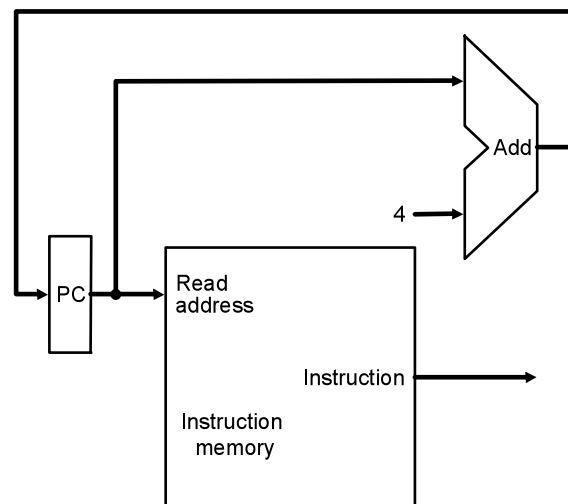 Add
4
PC
Read
address
Instruction
Instruction
memory